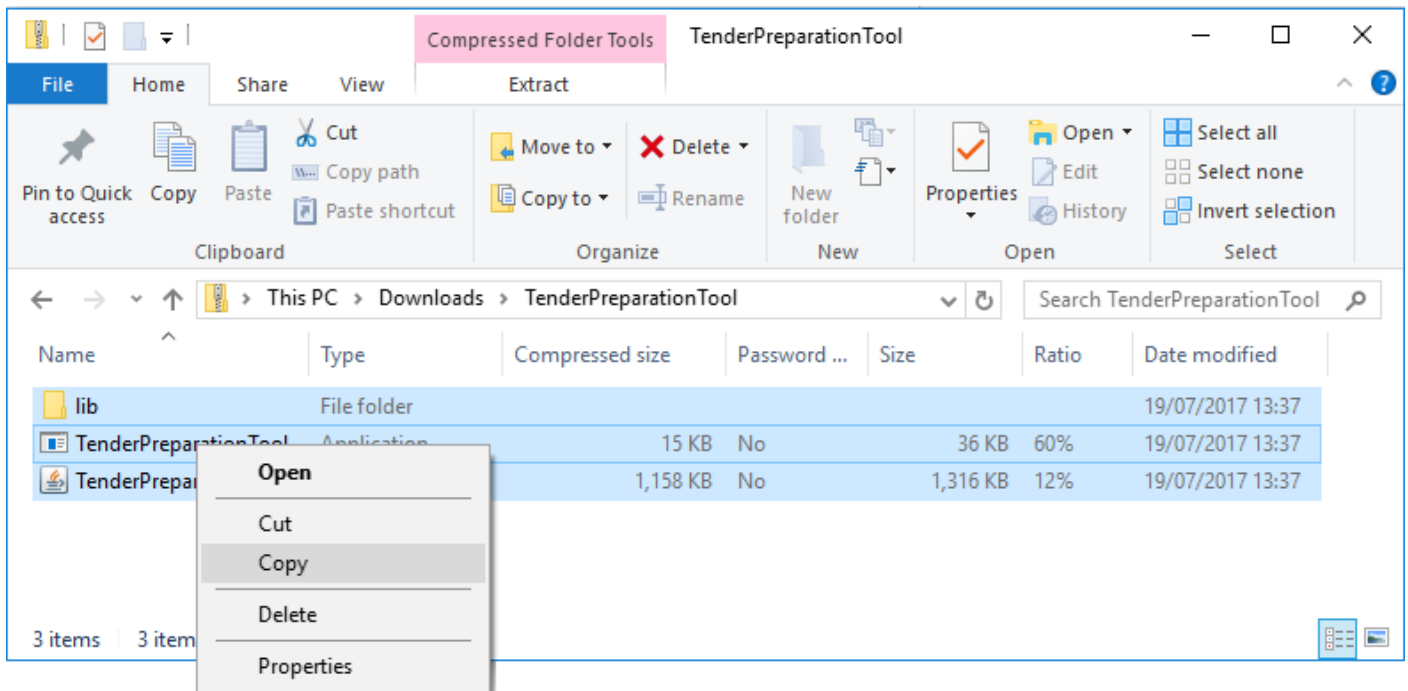 Compressed Folder Tools TenderPreparationTool
File Home Share View Extract
Pin to Quick access
Copy
Paste
Cut
Copy path
Paste shortcut
Clipboard
Move to
Copy to
Delete
Rename
Organize
New folder
New
Properties
Open
Edit
History
Open
Select all
Select none
Invert selection
Select
This PC > Downloads > TenderPreparationTool
Search TenderPreparationTool
Name Type Compressed size Password ... Size Ratio Date modified
lib File folder 19/07/2017 13:37
TenderPreparationTool Application 15 KB No 36 KB 60% 19/07/2017 13:37
TenderPrepar 1,158 KB No 1,316 KB 12% 19/07/2017 13:37
Open
Cut
Copy
Delete
Properties
3 items 3 item